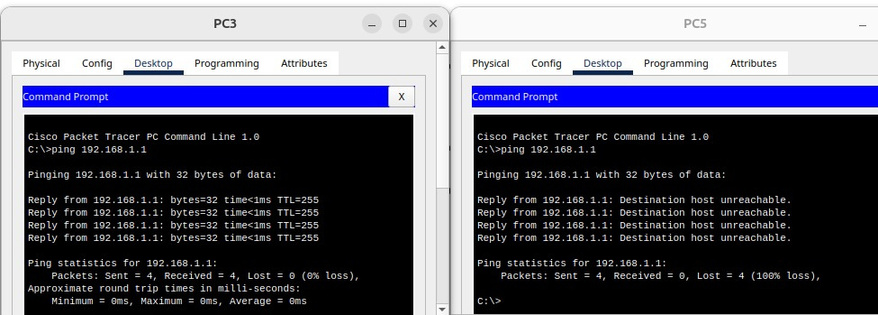 PC3
Physical Config Desktop Programming Attributes
Command Prompt
X
Cisco Packet Tracer PC Command Line 1.0
C:\>ping 192.168.1.1
Pinging 192.168.1.1 with 32 bytes of data:
Reply from 192.168.1.1: bytes=32 time<1ms TTL=255
Reply from 192.168.1.1: bytes=32 time<1ms TTL=255
Reply from 192.168.1.1: bytes=32 time<1ms TTL=255
Reply from 192.168.1.1: bytes=32 time<1ms TTL=255
Ping statistics for 192.168.1.1:
Packets: Sent = 4, Received = 4, Lost = 0 (0% loss),
Approximate round trip times in milli-seconds:
Minimum = 0ms, Maximum = 0ms, Average = 0ms
PC5
Physical Config Desktop Programming Attributes
Command Prompt
Cisco Packet Tracer PC Command Line 1.0
C:\>ping 192.168.1.1
Pinging 192.168.1.1 with 32 bytes of data:
Reply from 192.168.1.1: Destination host unreachable.
Reply from 192.168.1.1: Destination host unreachable.
Reply from 192.168.1.1: Destination host unreachable.
Reply from 192.168.1.1: Destination host unreachable.
Ping statistics for 192.168.1.1:
Packets: Sent = 4, Received = 0, Lost = 4 (100% loss),
C:\>